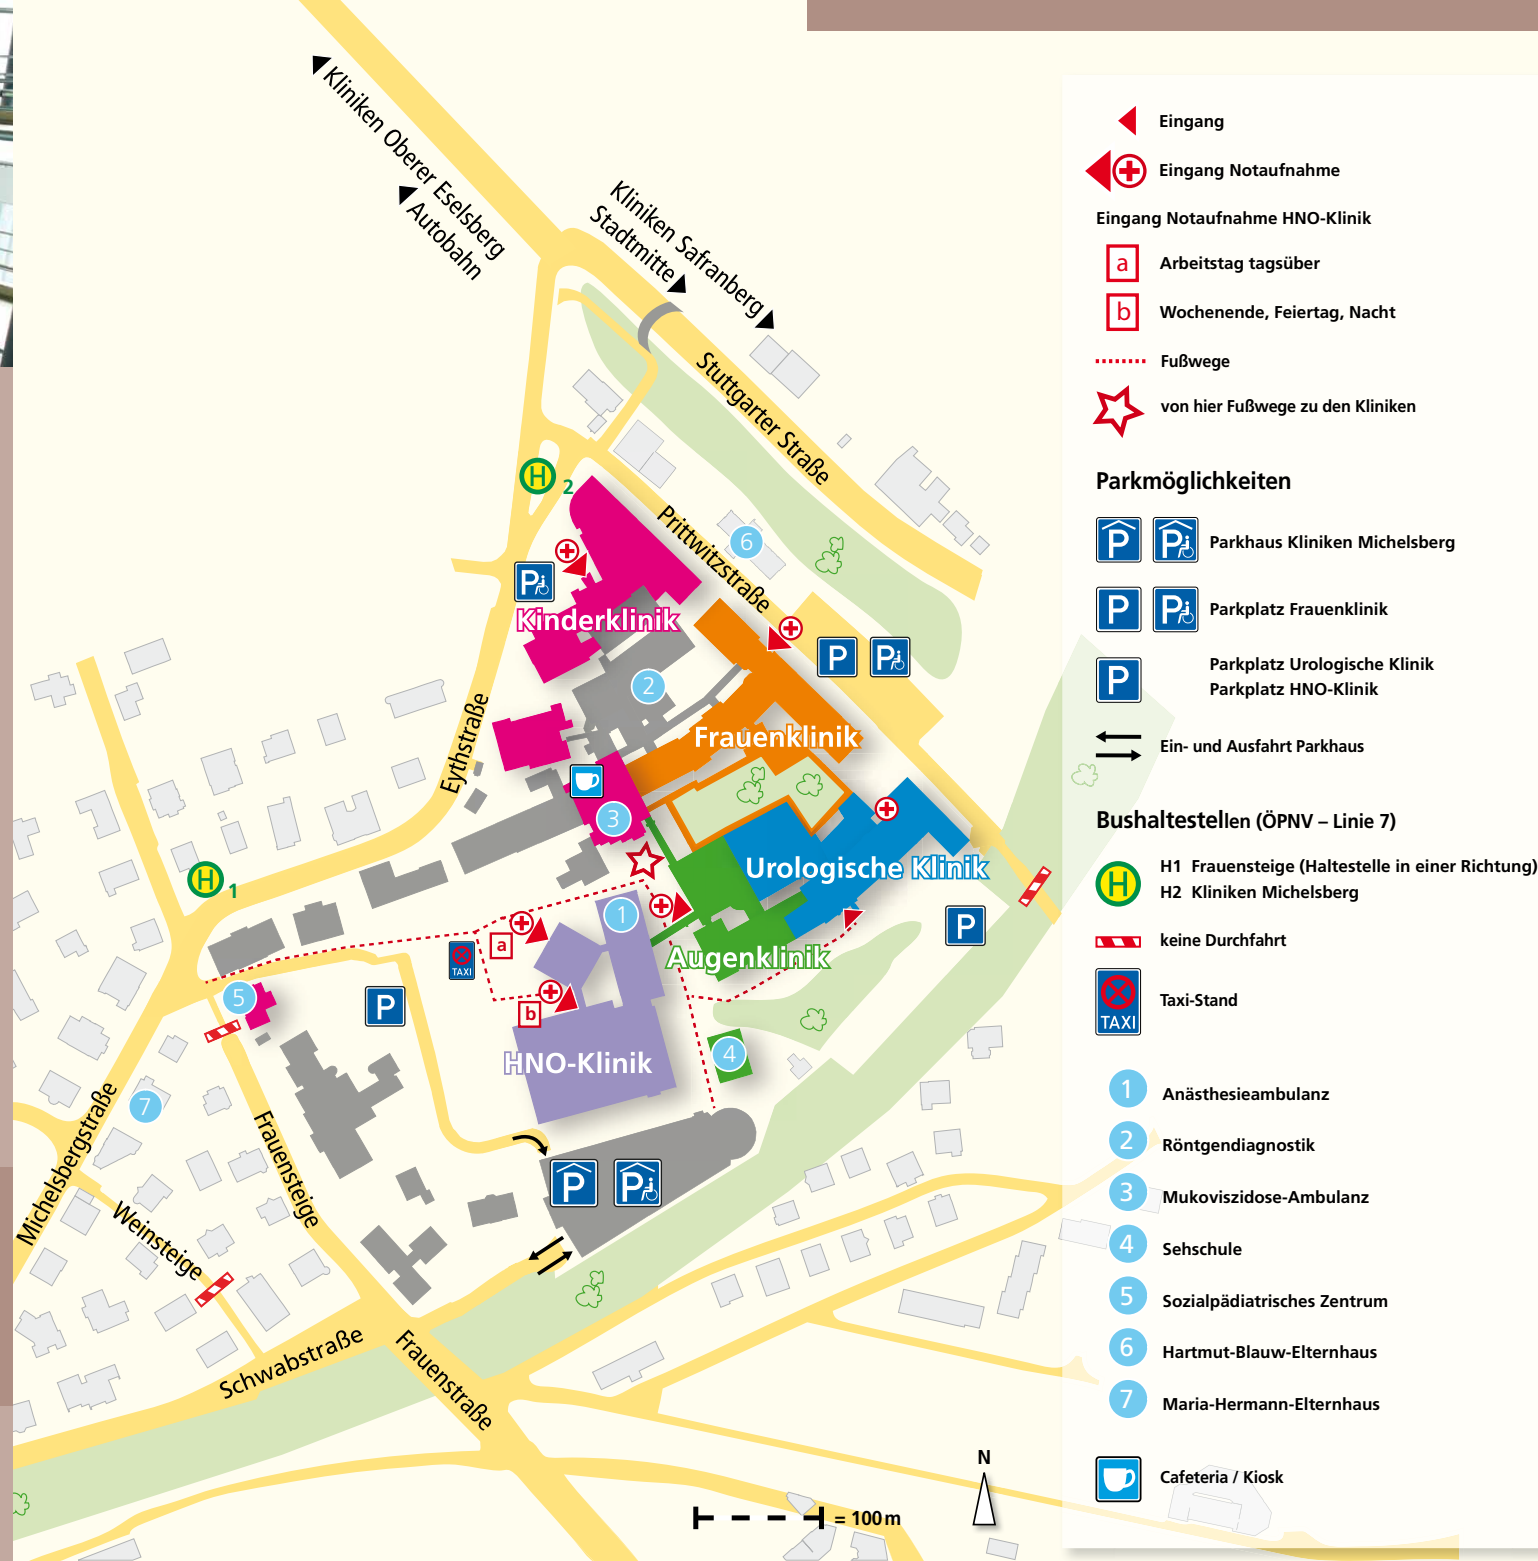 Kliniken Oberer Eselsberg
Autobahn
Kliniken Safranberg
Stadtmitte
Stuttgarter Straße
H 2
Prittwitzstraße
6
P
Kinderklinik
P P
2
Eythstraße
Frauenklinik
3
H 1
Urologische Klinik
1
a
TAXI
P
Augenklinik
5
P
b
HNO-Klinik
4
7
Michelsbergstraße
Frauensteige
Weinsteige
P P
Schwabstraße
Frauenstraße
N
= 100 m
Eingang
Eingang Notaufnahme
Eingang Notaufnahme HNO-Klinik
a Arbeitstag tagsüber
b Wochenende, Feiertag, Nacht
Fußwege
von hier Fußwege zu den Kliniken
Parkmöglichkeiten
P P Parkhaus Kliniken Michelsberg
P P Parkplatz Frauenklinik
P Parkplatz Urologische Klinik
Parkplatz HNO-Klinik
Ein- und Ausfahrt Parkhaus
Bushaltestellen (ÖPNV – Linie 7)
H H1 Frauensteige (Haltestelle in einer Richtung)
H2 Kliniken Michelsberg
keine Durchfahrt
TAXI Taxi-Stand
1 Anästhesieambulanz
2 Röntgendiagnostik
3 Mukoviszidose-Ambulanz
4 Sehschule
5 Sozialpädiatrisches Zentrum
6 Hartmut-Blauw-Elternhaus
7 Maria-Hermann-Elternhaus
Cafeteria / Kiosk